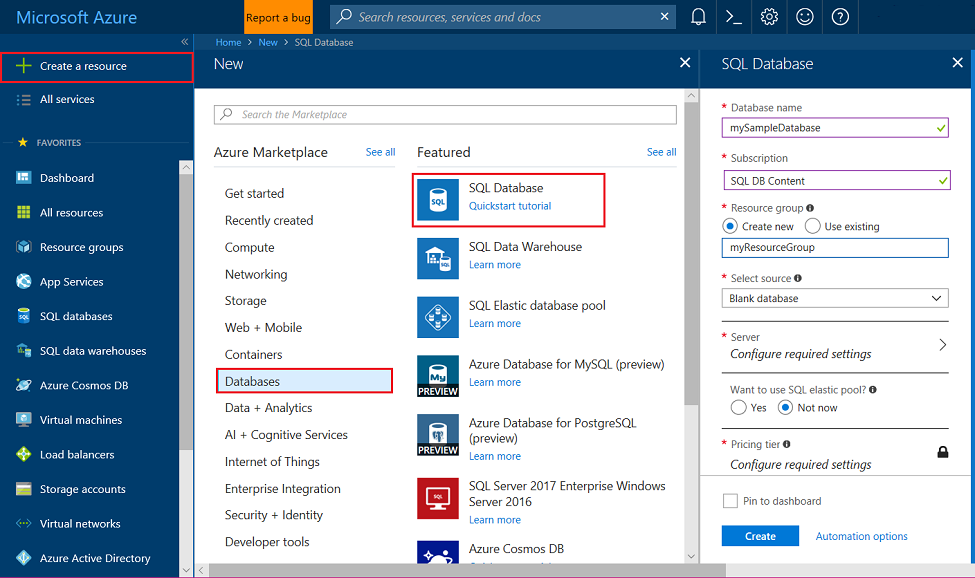 Microsoft Azure
Report a bug
Search resources, services and docs
Create a resource
All services
FAVORITES
Dashboard
All resources
Resource groups
App Services
SQL databases
SQL data warehouses
Azure Cosmos DB
Virtual machines
Load balancers
Storage accounts
Virtual networks
Azure Active Directory
Home > New > SQL Database
New
Search the Marketplace
Azure Marketplace
See all
Get started
Recently created
Compute
Networking
Storage
Web + Mobile
Containers
Databases
Data + Analytics
AI + Cognitive Services
Internet of Things
Enterprise Integration
Security + Identity
Developer tools
Featured
See all
SQL
SQL Database
Quickstart tutorial
SQL Data Warehouse
Learn more
SQL Elastic database pool
Learn more
My
PREVIEW
Azure Database for MySQL (preview)
Learn more
PREVIEW
Azure Database for PostgreSQL
(preview)
Learn more
SQL
SQL Server 2017 Enterprise Windows
Server 2016
Learn more
Azure Cosmos DB
SQL Database
* Database name
mySampleDatabase
* Subscription
SQL DB Content
* Resource group
Create new
Use existing
myResourceGroup
* Select source
Blank database
* Server
Configure required settings
Want to use SQL elastic pool?
Yes
Not now
* Pricing tier
Configure required settings
Pin to dashboard
Create
Automation options